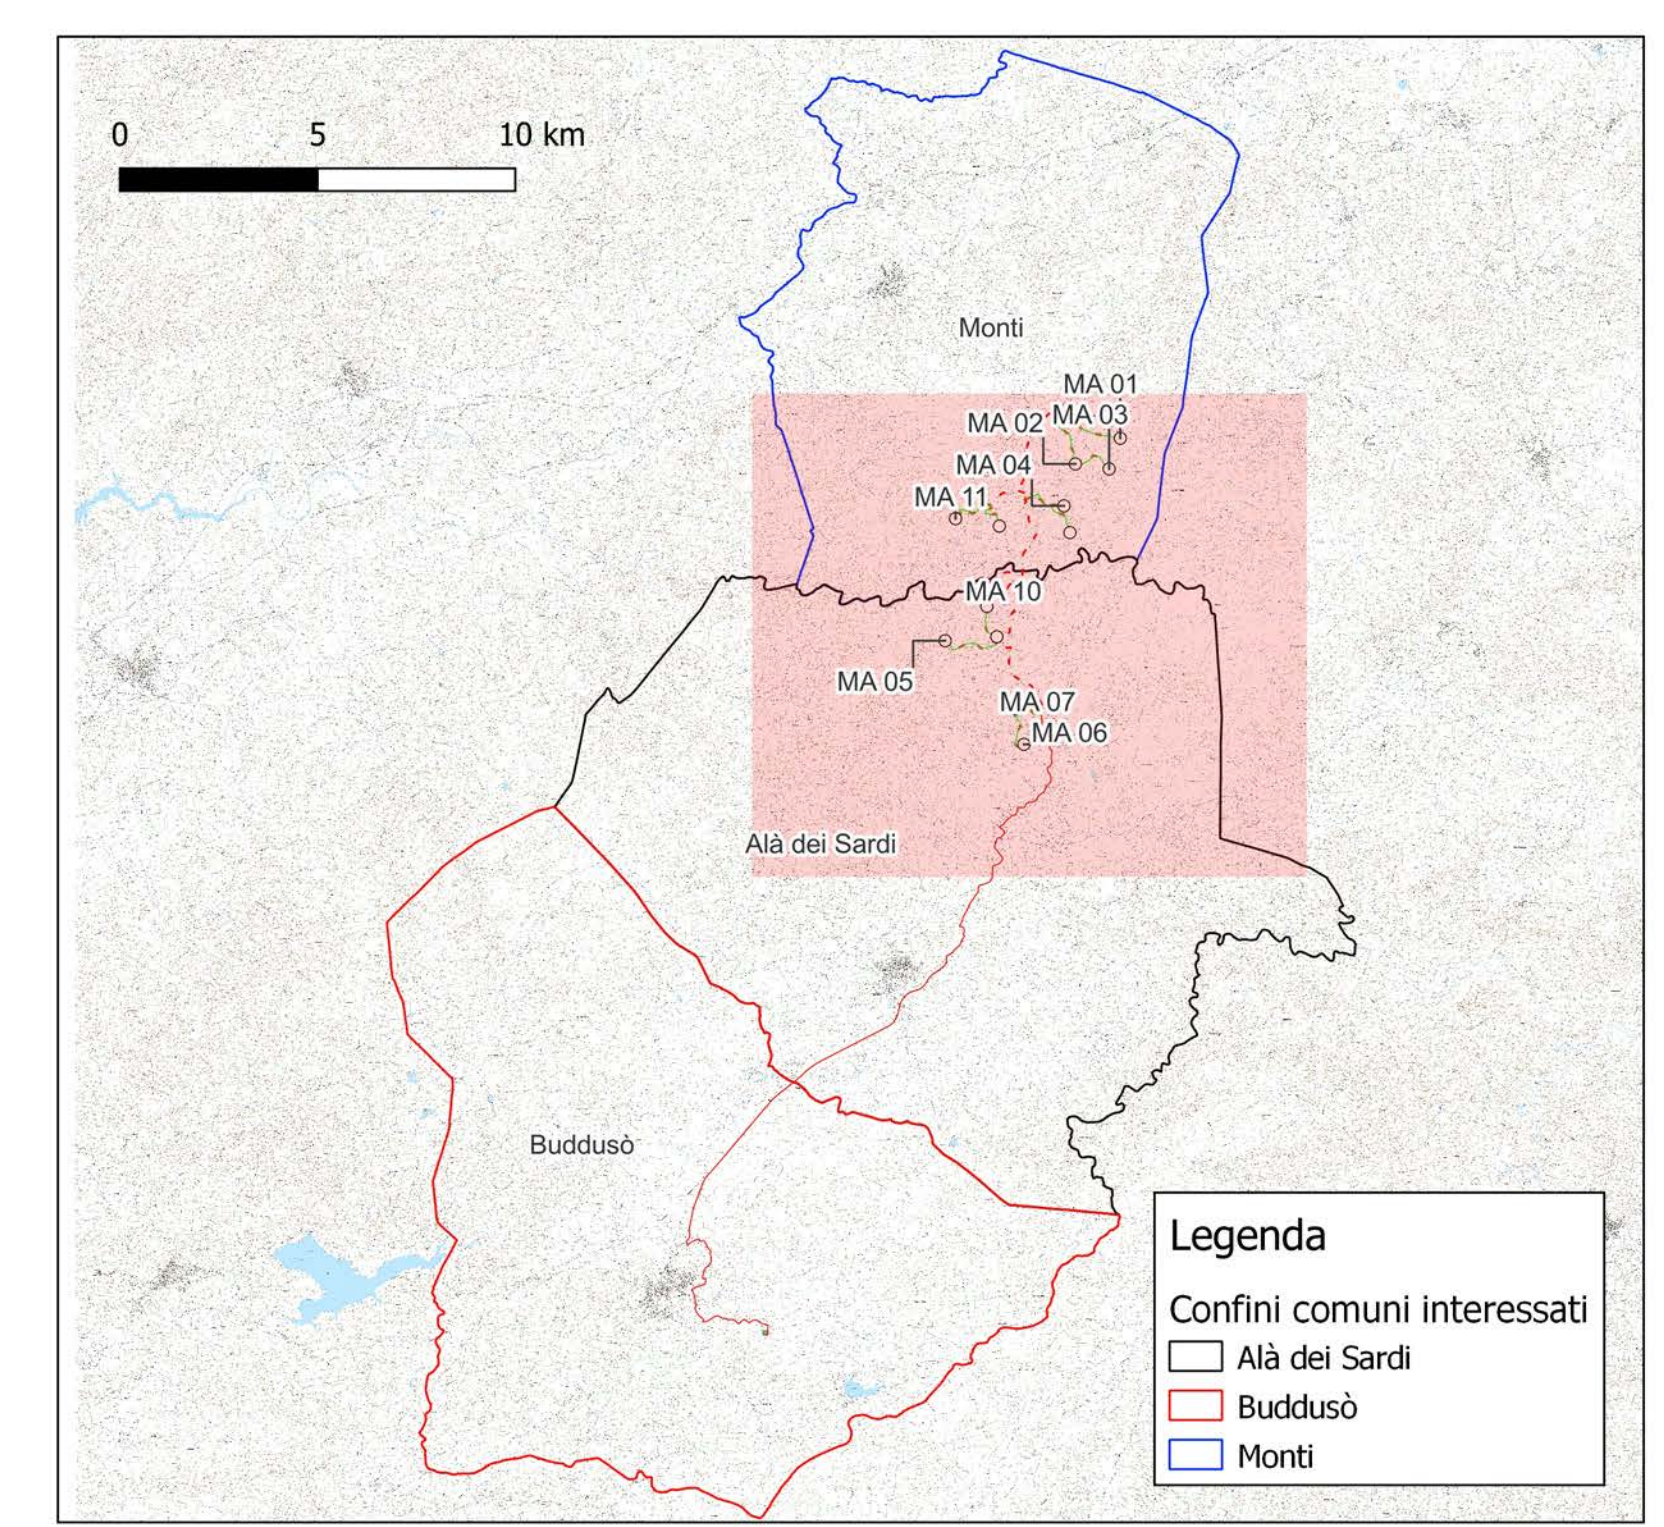 0 5 10 km
Monti
MA 01
MA 02 MA 03
MA 04
MA 11
MA 10
MA 05
MA 07
MA 06
Alà dei Sardi
Buddusò
Legenda
Confini comuni interessati
Alà dei Sardi
Buddusò
Monti